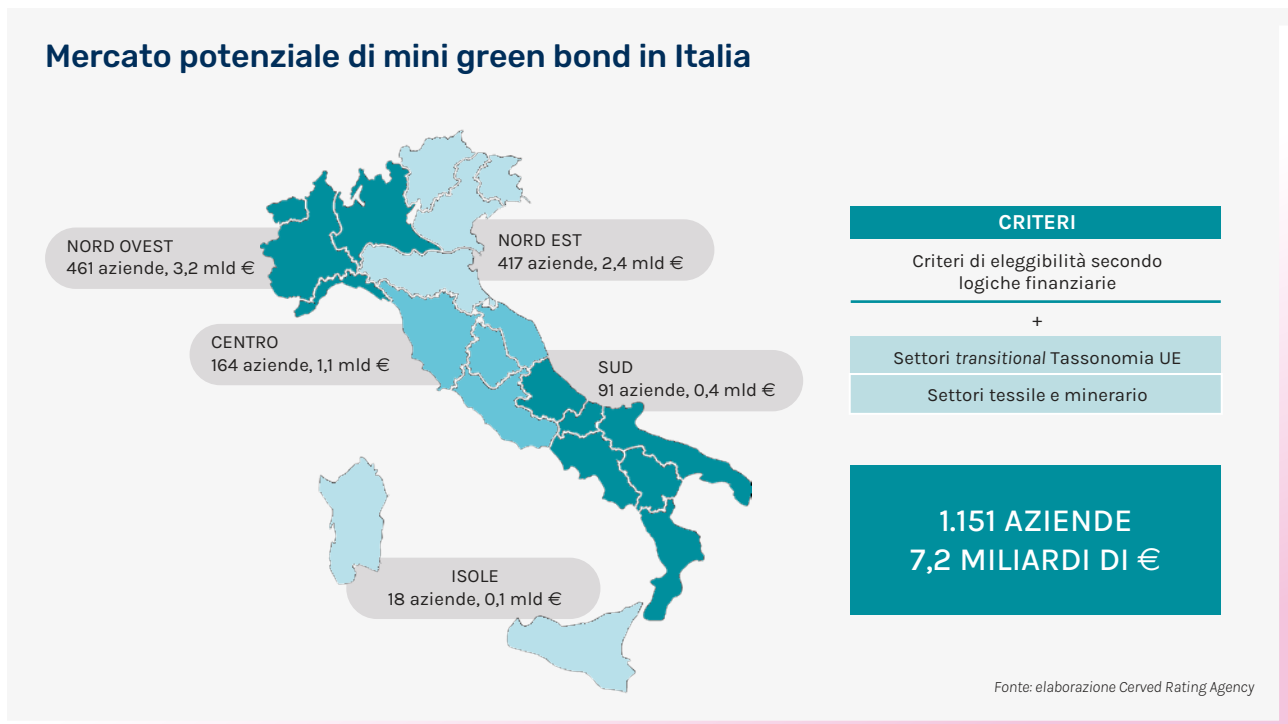 Mercato potenziale di mini green bond in Italia
NORD OVEST
461 aziende, 3,2 mld €
NORD EST
417 aziende, 2,4 mld €
CENTRO
164 aziende, 1,1 mld €
SUD
91 aziende, 0,4 mld €
ISOLE
18 aziende, 0,1 mld €
CRITERI
Criteri di eleggibilità secondo
logiche finanziarie
+
Settori transitional Tassonomia UE
Settori tessile e minerario
1.151 AZIENDE
7,2 MILIARDI DI €
Fonte: elaborazione Cerved Rating Agency